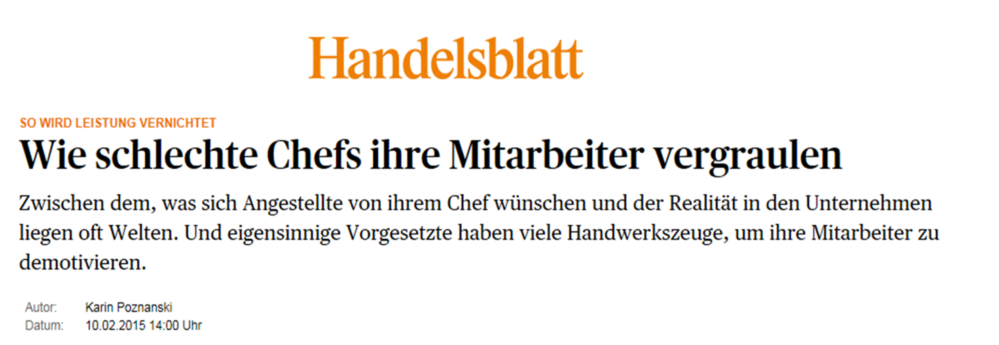 Handelsblatt
SO WIRD LEISTUNG VERNICHTET
Wie schlechte Chefs ihre Mitarbeiter vergraulen
Zwischen dem, was sich Angestellte von ihrem Chef wünschen und der Realität in den Unternehmen
liegen oft Welten. Und eigensinnige Vorgesetzte haben viele Handwerkszeuge, um ihre Mitarbeiter zu
demotivieren.
Autor: Karin Poznanski
Datum: 10.02.2015 14:00 Uhr